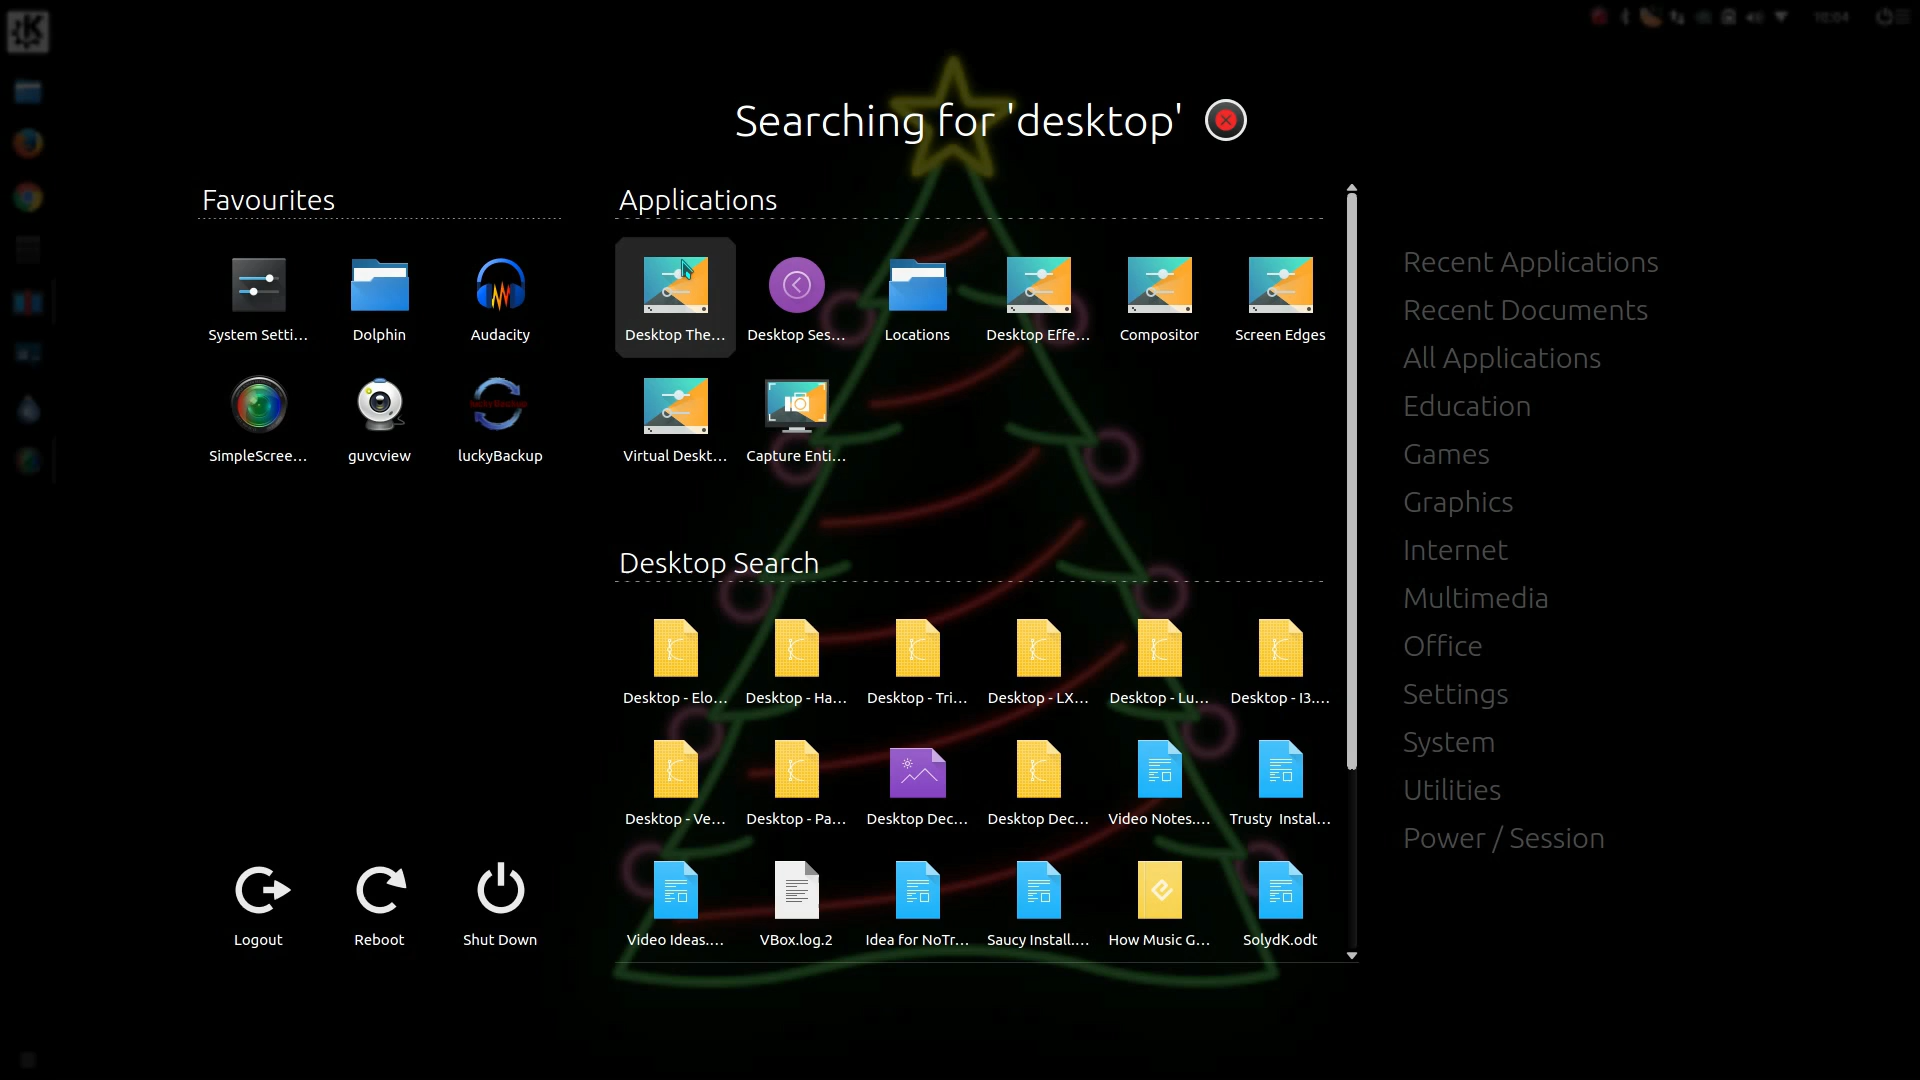 Searching for 'desktop'
Favourites
System Setti...
Dolphin
Audacity
SimpleScree...
guvcview
luckyBackup
Logout
Reboot
Shut Down
Applications
Desktop The...
Desktop Ses...
Locations
Desktop Effe...
Compositor
Screen Edges
Virtual Deskt...
Capture Enti...
Desktop Search
Desktop - Elo...
Desktop - Ha...
Desktop - Tri...
Desktop - LX...
Desktop - Lu...
Desktop - I3....
Desktop - Ve...
Desktop - Pa...
Desktop Dec...
Desktop Dec...
Video Notes....
Trusty Instal...
Video Ideas....
VBox.log.2
Idea for NoTr...
Saucy Install....
How Music G...
SolydK.odt
Recent Applications
Recent Documents
All Applications
Education
Games
Graphics
Internet
Multimedia
Office
Settings
System
Utilities
Power / Session